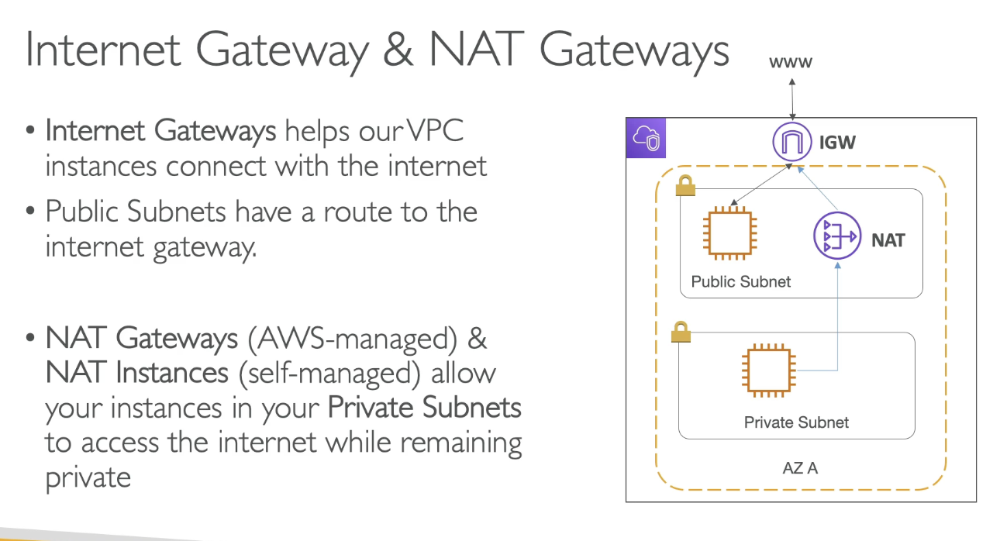 Internet Gateway & NAT Gateways
• Internet Gateways helps our VPC
instances connect with the internet
• Public Subnets have a route to the
internet gateway.
• NAT Gateways (AWS-managed) &
NAT Instances (self-managed) allow
your instances in your Private Subnets
to access the internet while remaining
private
www
IGW
NAT
Public Subnet
Private Subnet
AZ A